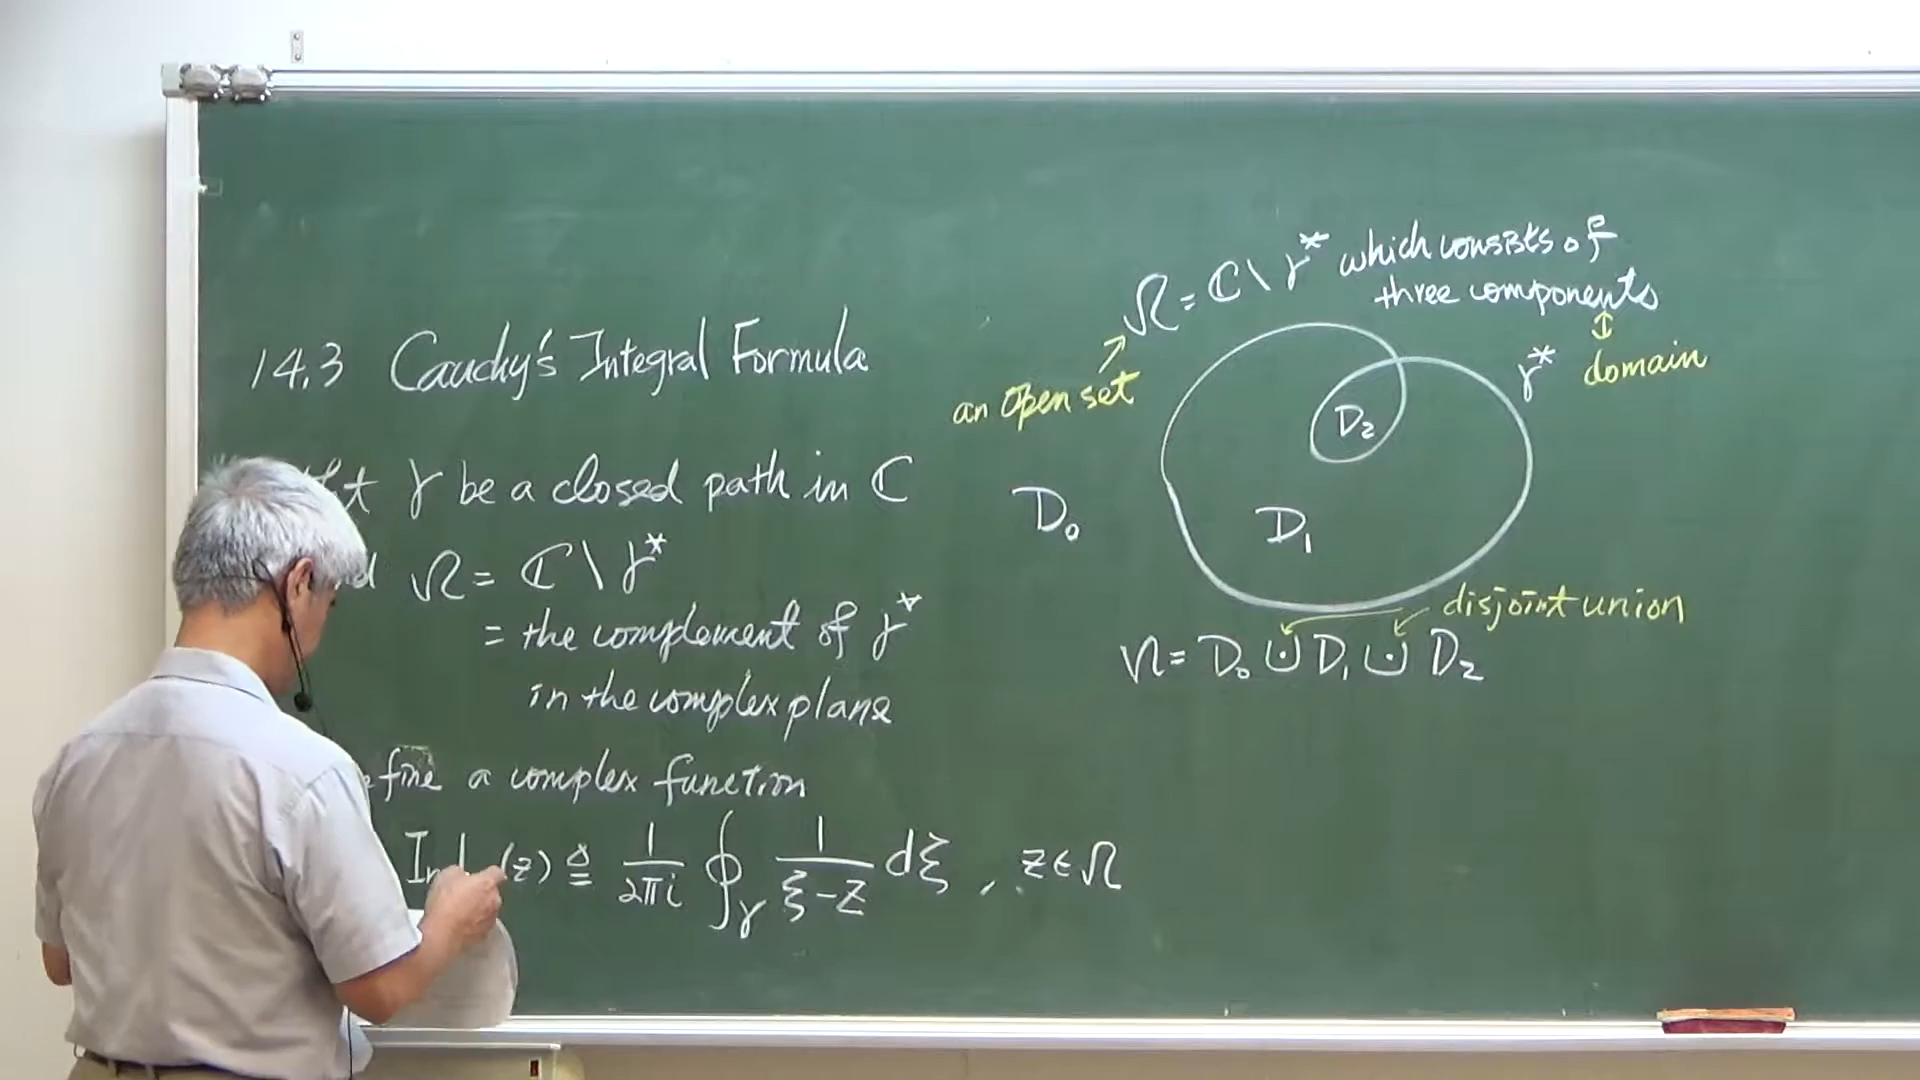 14.3 Cauchy's Integral Formula
γ be a closed path in ℂ
Ω = ℂ \ γ*
= the complement of γ*
in the complex plane
fine a complex function
(z) ≜ 1/2πi ∮γ 1/ξ-z dξ , z ∈ Ω
Ω = ℂ \ γ* which consists of
three components
↕
domain
an open set
γ*
D₂
D₀
D₁
disjoint union
Ω = D₀ ⨃ D₁ ⨃ D₂